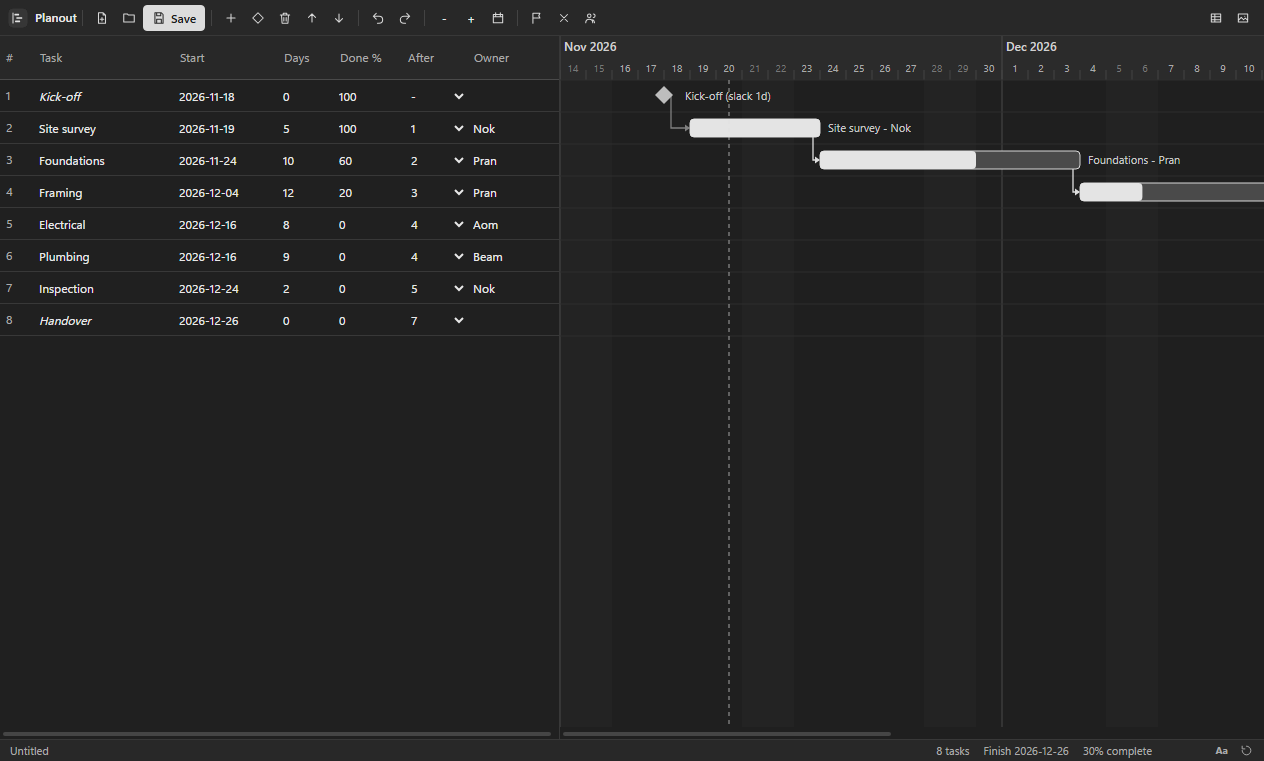 Planout Save
# Task Start Days Done % After Owner
1 Kick-off 2026-11-18 0 100 -
2 Site survey 2026-11-19 5 100 1 Nok
3 Foundations 2026-11-24 10 60 2 Pran
4 Framing 2026-12-04 12 20 3 Pran
5 Electrical 2026-12-16 8 0 4 Aom
6 Plumbing 2026-12-16 9 0 4 Beam
7 Inspection 2026-12-24 2 0 5 Nok
8 Handover 2026-12-26 0 0 7
Nov 2026 Dec 2026
14 15 16 17 18 19 20 21 22 23 24 25 26 27 28 29 30 1 2 3 4 5 6 7 8 9 10
Kick-off (slack 1d)
Site survey - Nok
Foundations - Pran
Untitled 8 tasks Finish 2026-12-26 30% complete Aa